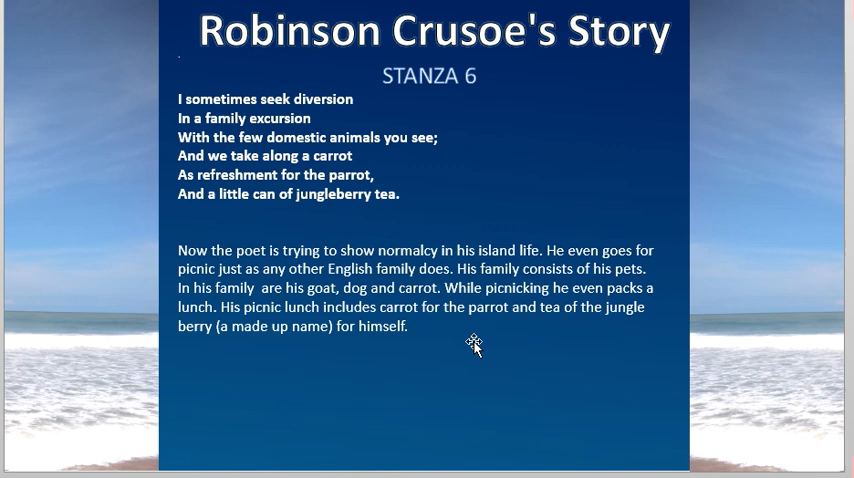 Robinson Crusoe's Story
STANZA 6
I sometimes seek diversion
In a family excursion
With the few domestic animals you see;
And we take along a carrot
As refreshment for the parrot,
And a little can of jungleberry tea.
Now the poet is trying to show normalcy in his island life. He even goes for
picnic just as any other English family does. His family consists of his pets.
In his family  are his goat, dog and carrot. While picnicking he even packs a
lunch. His picnic lunch includes carrot for the parrot and tea of the jungle
berry (a made up name) for himself.